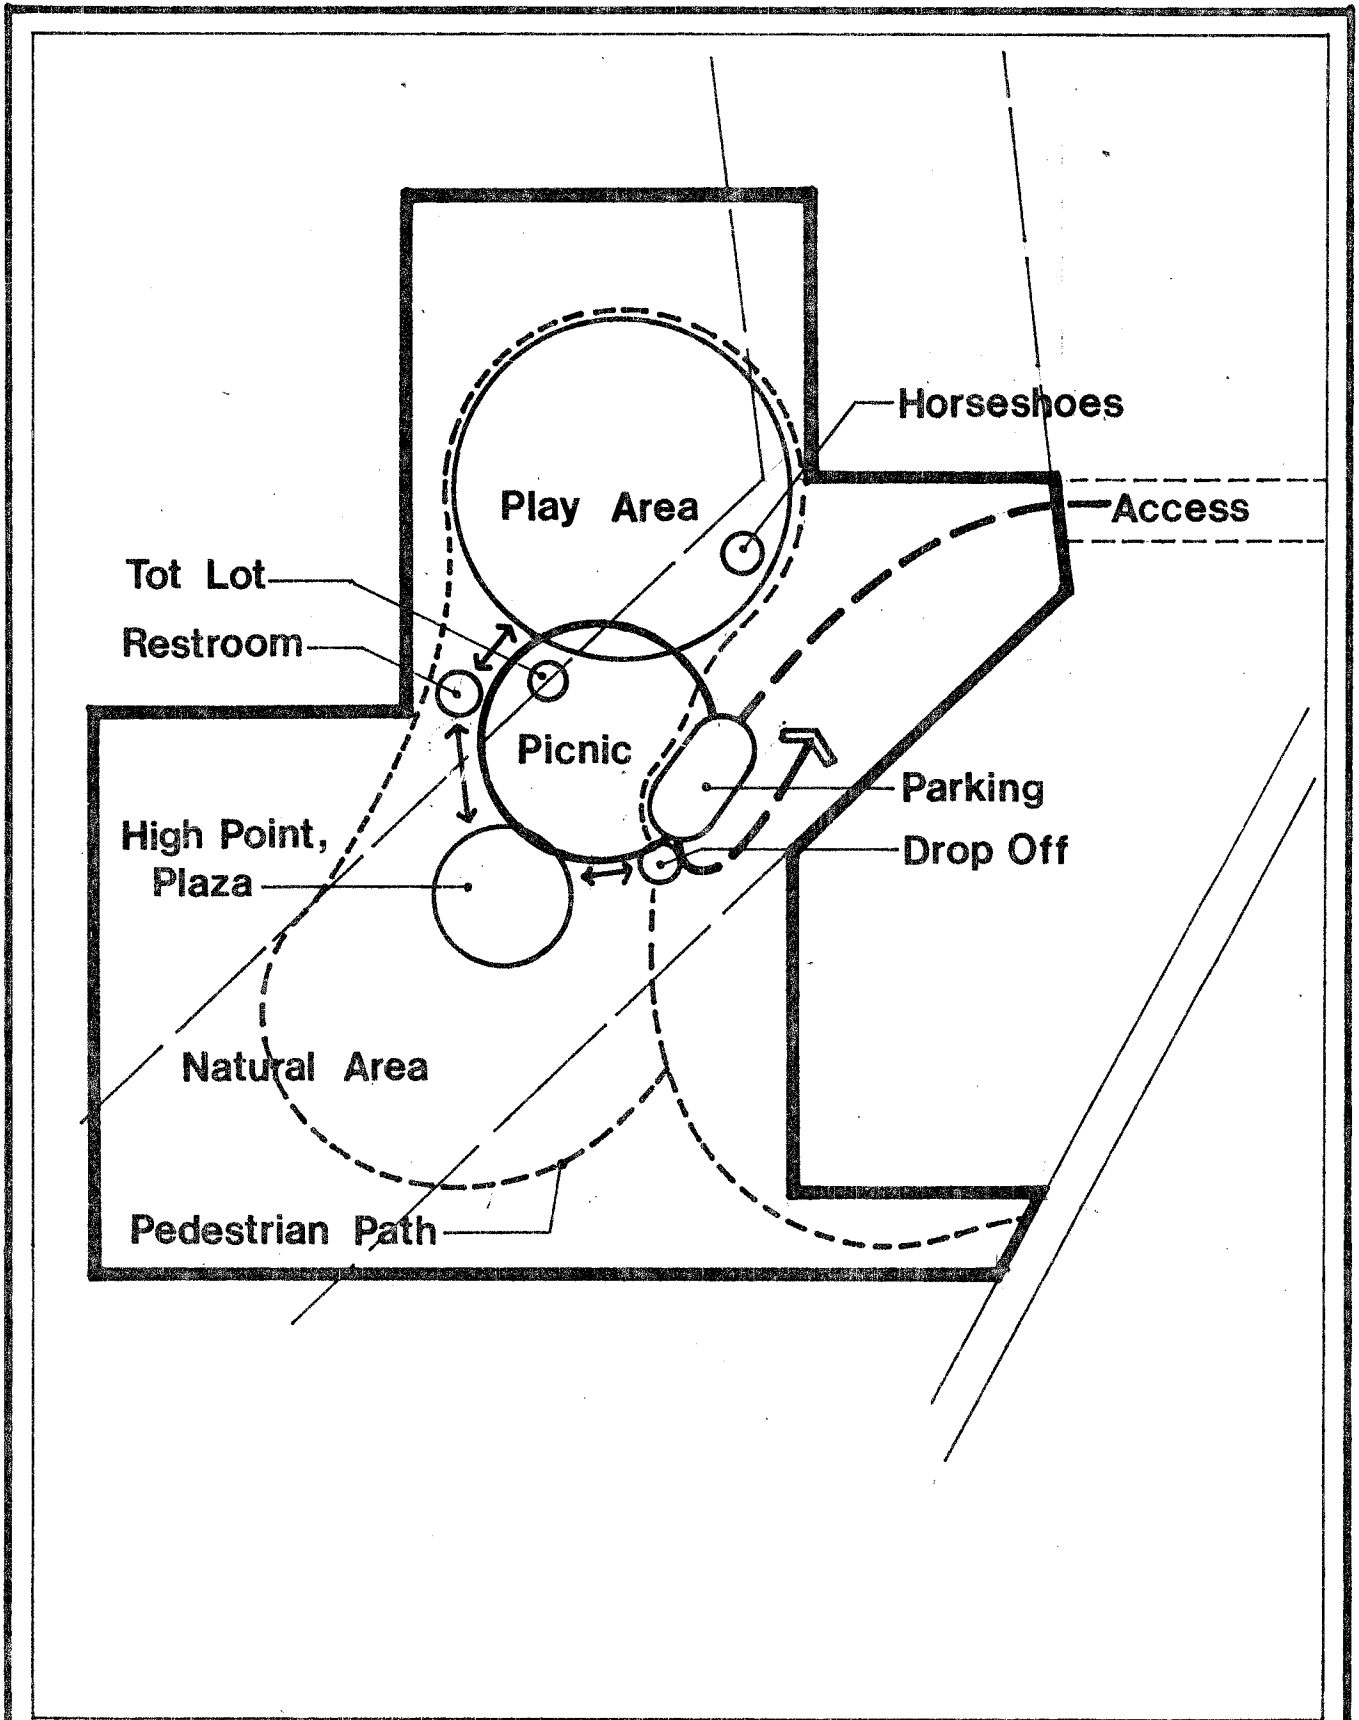 Horseshoes
Play Area
Access
Tot Lot
Restroom
Picnic
Parking
High Point,
Plaza
Drop Off
Natural Area
Pedestrian Path